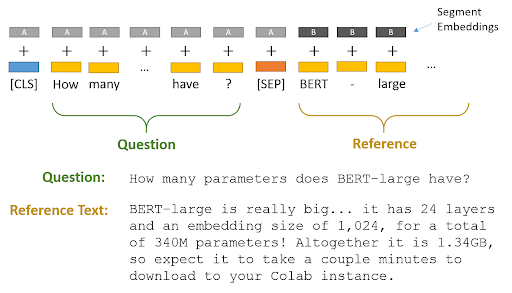 Segment
Embeddings
A A A A A A A B B B
+ + + + + + + + + +
[CLS] How many ... have ? [SEP] BERT - large ...
Question Reference
Question: How many parameters does BERT-large have?
Reference Text: BERT-large is really big... it has 24 layers
and an embedding size of 1,024, for a total
of 340M parameters! Altogether it is 1.34GB,
so expect it to take a couple minutes to
download to your Colab instance.